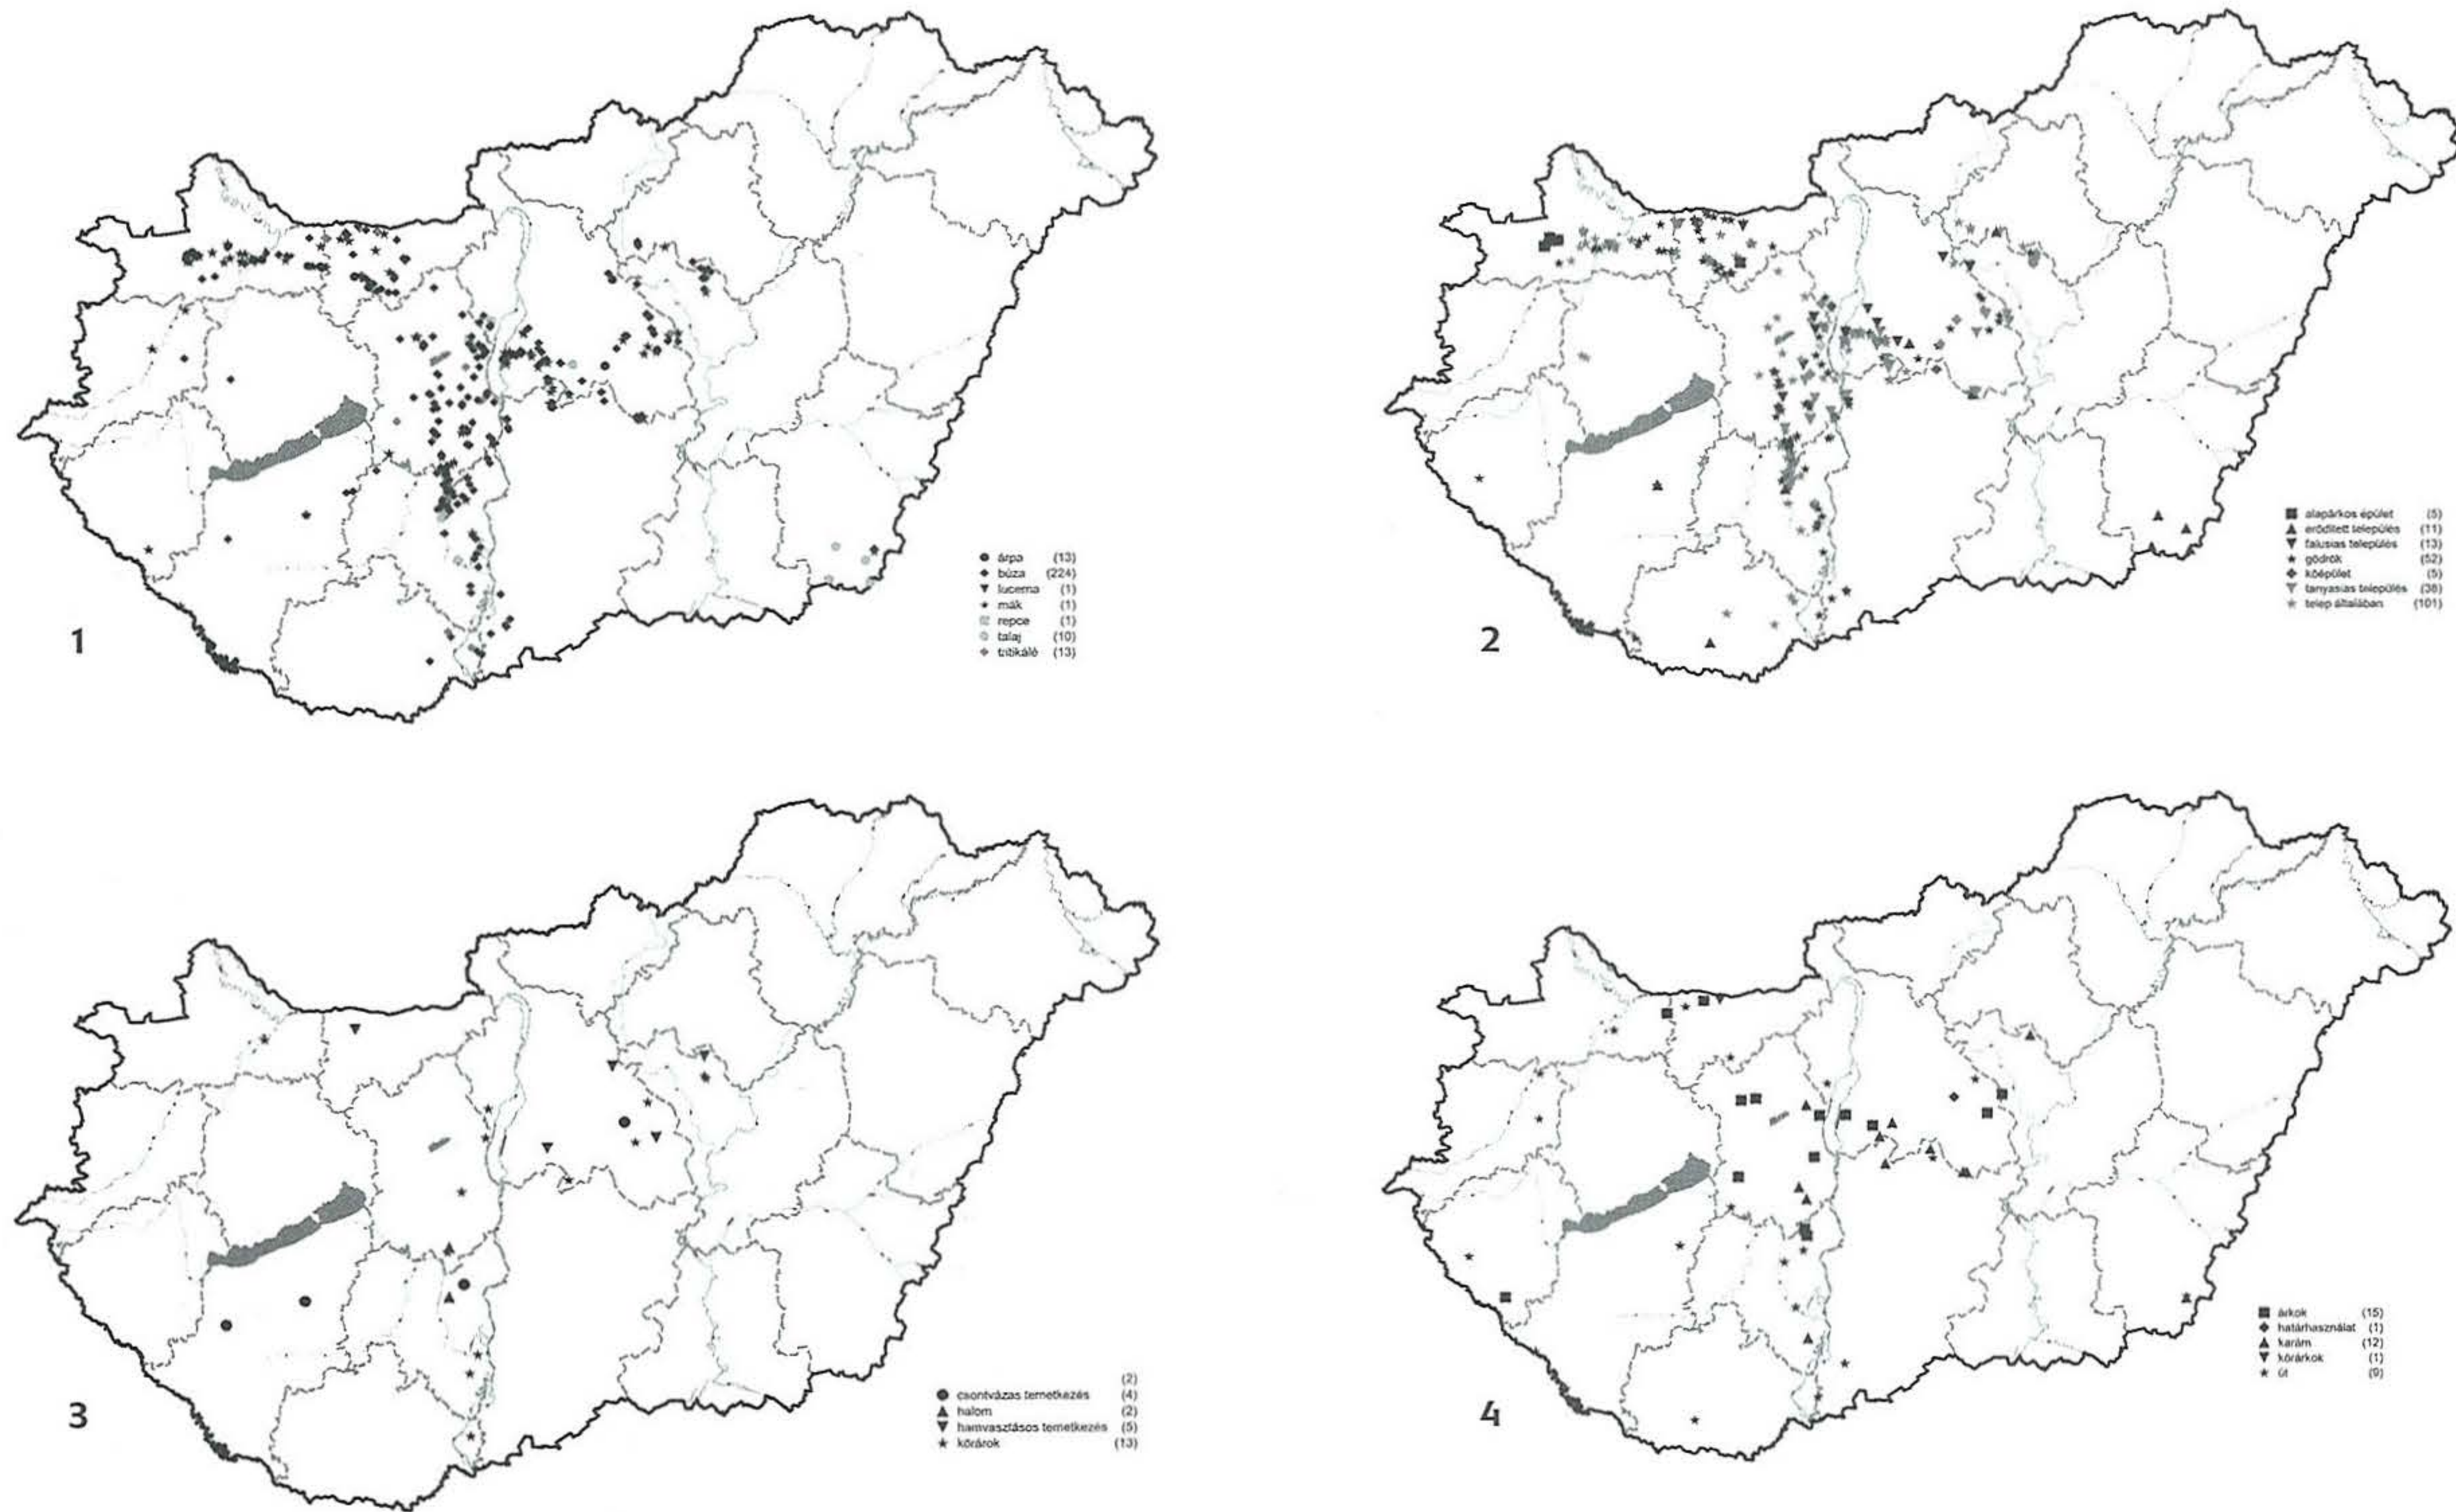 árpa (13)
búza (224)
lucerna (1)
mák (1)
repce (1)
talaj (10)
tritikálé (13)
1
alapárkos épület (5)
erődített település (11)
falusias település (13)
gödrök (52)
kőépület (5)
tanyasias település (38)
telep általában (101)
2
(2)
csontvázas temetkezés (4)
halom (2)
hamvasztásos temetkezés (5)
körárok (13)
3
árkok (15)
határhasználat (1)
karám (12)
körárkok (1)
út (9)
4